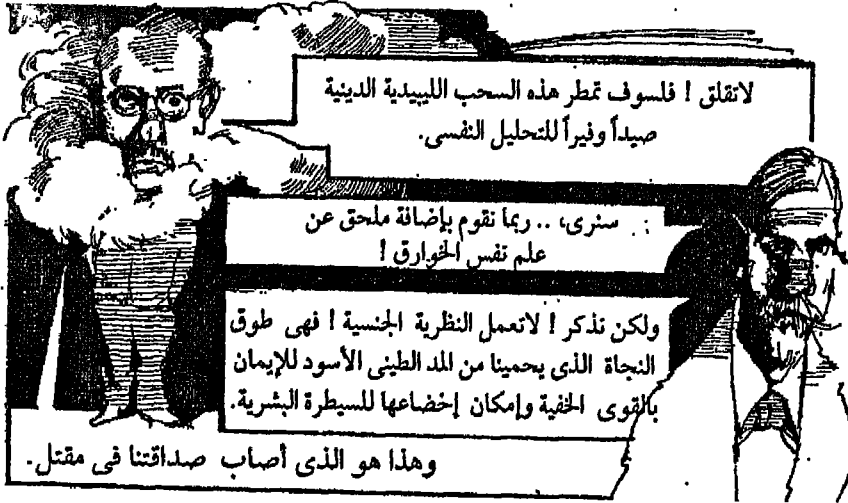 لاتقلق ! فلسوف تمطر هذه السحب الليبيدية الدينية
صيداً وفيراً للتحليل النفسى.
سنرى، .. ربما نقوم بإضافة ملحق عن
علم نفس الخوارق !
ولكن تذكر ! لاتعمل النظرية الجنسية ! فهى طوق
النجاة الذى يحمينا من المد الطينى الأسود للإيمان
بالقوى الخفية وإمكان إخضاعها للسيطرة البشرية.
وهذا هو الذى أصاب صداقتنا فى مقتل.